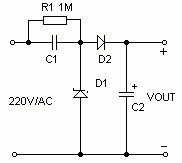 R1 1M
C1
D2
+
D1
+
220V/AC
VOUT
C2
−